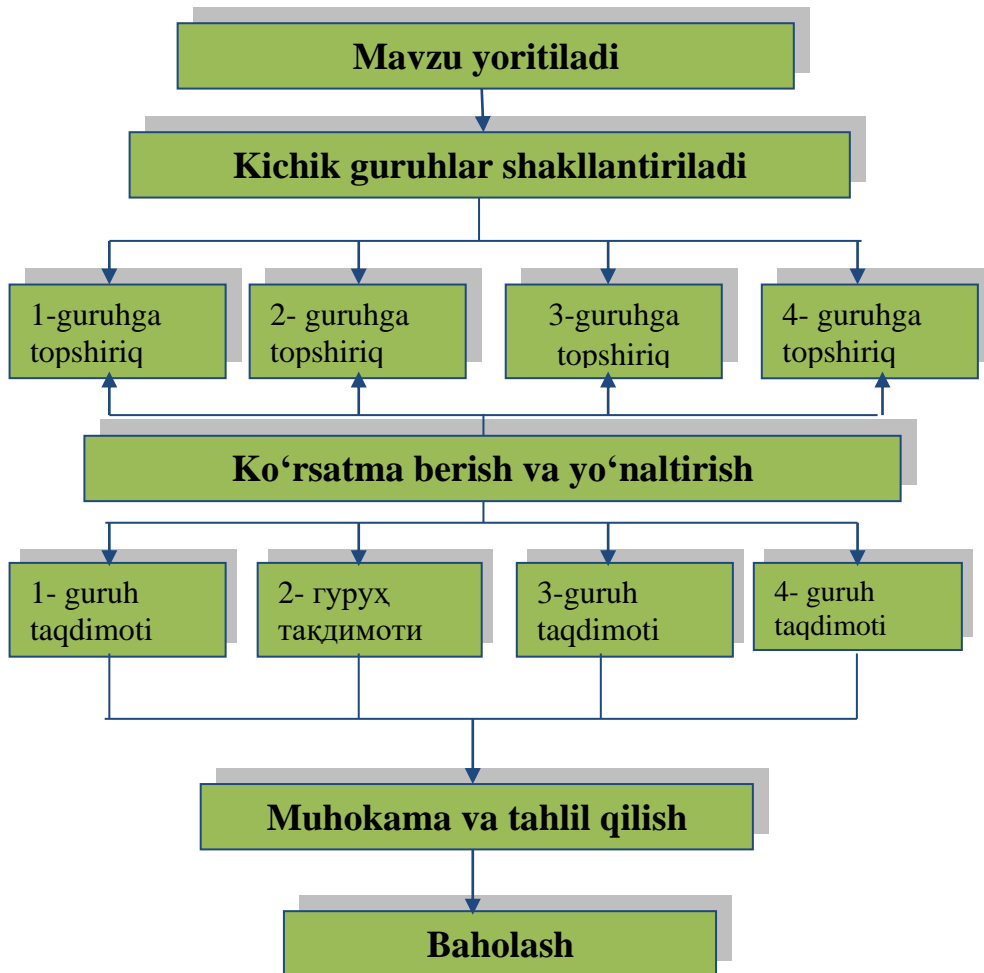 Mavzu yoritiladi
Kichik guruhlar shakllantiriladi
1-guruhga
topshiriq
2- guruhga
topshiriq
3-guruhga
topshiriq
4- guruhga
topshiriq
Ko‘rsatma berish va yo‘naltirish
1- guruh
taqdimoti
2- гуруҳ
тақдимоти
3-guruh
taqdimoti
4- guruh
taqdimoti
Muhokama va tahlil qilish
Baholash